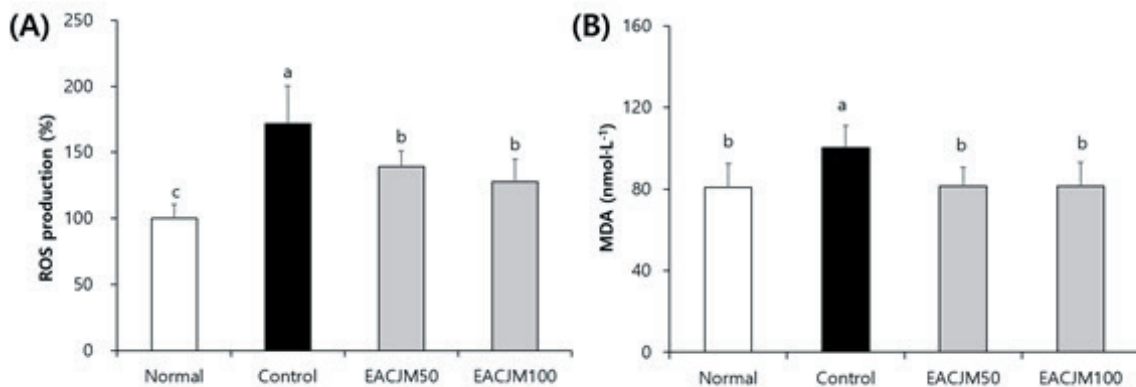 (A)
ROS production (%)
250
200
150
100
50
0
c
a
b
b
Normal Control EACJM50 EACJM100
(B)
MDA (nmol·L-1)
160
120
80
40
0
b
a
b
b
Normal Control EACJM50 EACJM100